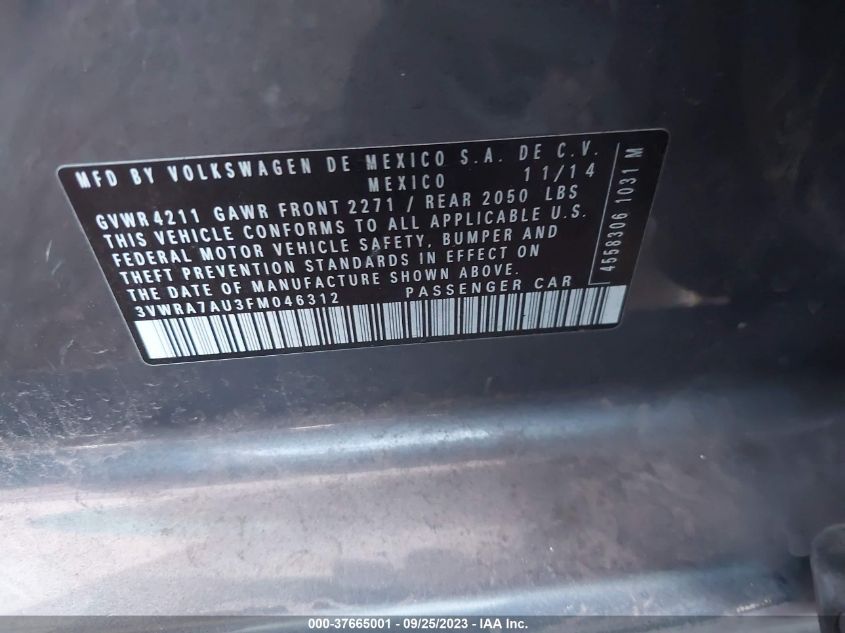 MFD BY VOLKSWAGEN DE MEXICO S.A. DE C.V.
MEXICO 11/14
GVWR 4211 GAWR FRONT 2271 / REAR 2050 LBS
THIS VEHICLE CONFORMS TO ALL APPLICABLE U.S.
FEDERAL MOTOR VEHICLE SAFETY, BUMPER AND
THEFT PREVENTION STANDARDS IN EFFECT ON
THE DATE OF MANUFACTURE SHOWN ABOVE.
3VWRA7AU3FM046312 PASSENGER CAR
4558306 1031 M
000-37665001 - 09/25/2023 - IAA Inc.